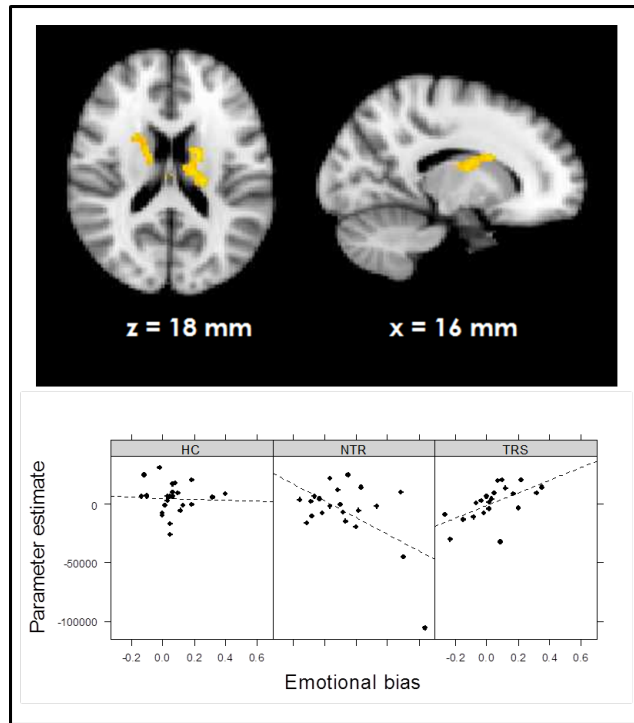 z = 18 mm x = 16 mm
HC NTR TRS
Parameter estimate
0
-50000
-100000
-0.2 0.0 0.2 0.4 0.6 -0.2 0.0 0.2 0.4 0.6
Emotional bias